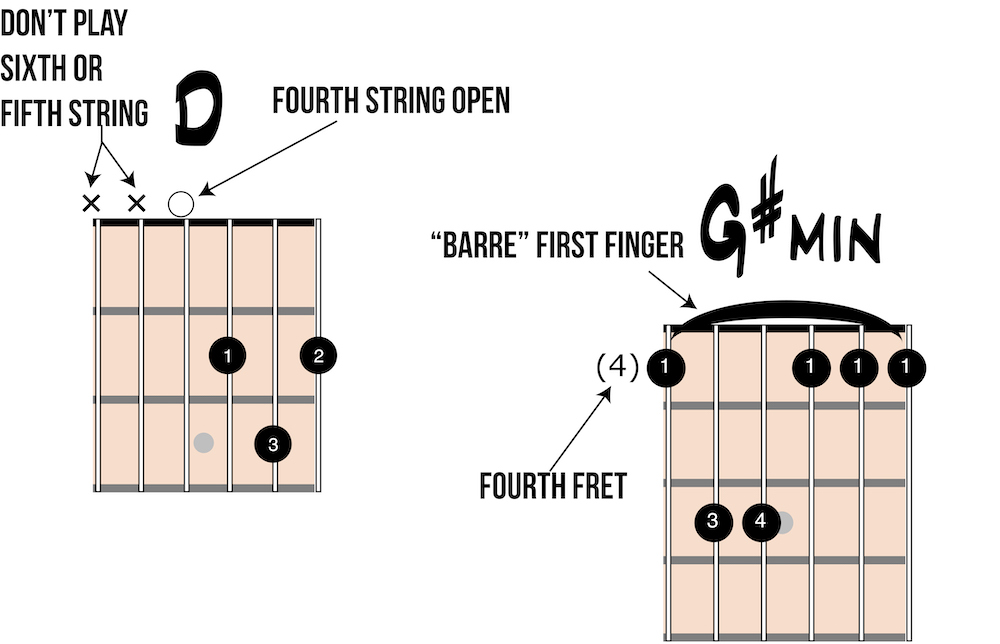 DON'T PLAY
SIXTH OR
FIFTH STRING
D
FOURTH STRING OPEN
× × ○
1 2
3
G#MIN
“BARRE” FIRST FINGER
(4) 1 1 1 1
FOURTH FRET
3 4